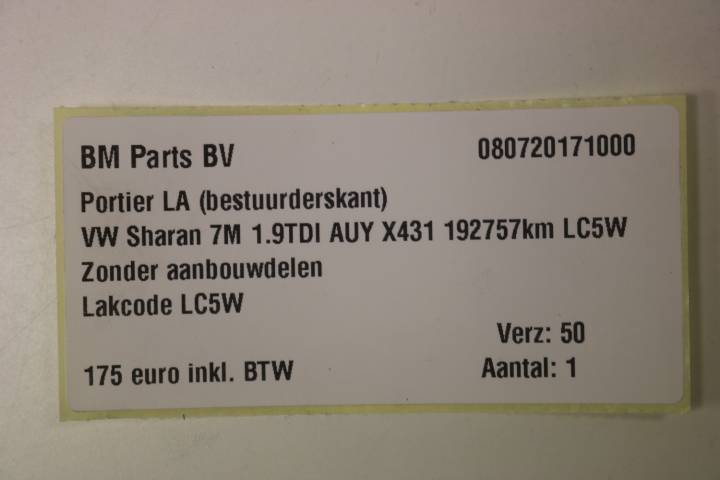 BM Parts BV 080720171000
Portier LA (bestuurderskant)
VW Sharan 7M 1.9TDI AUY X431 192757km LC5W
Zonder aanbouwdelen
Lakcode LC5W
Verz: 50
175 euro inkl. BTW Aantal: 1